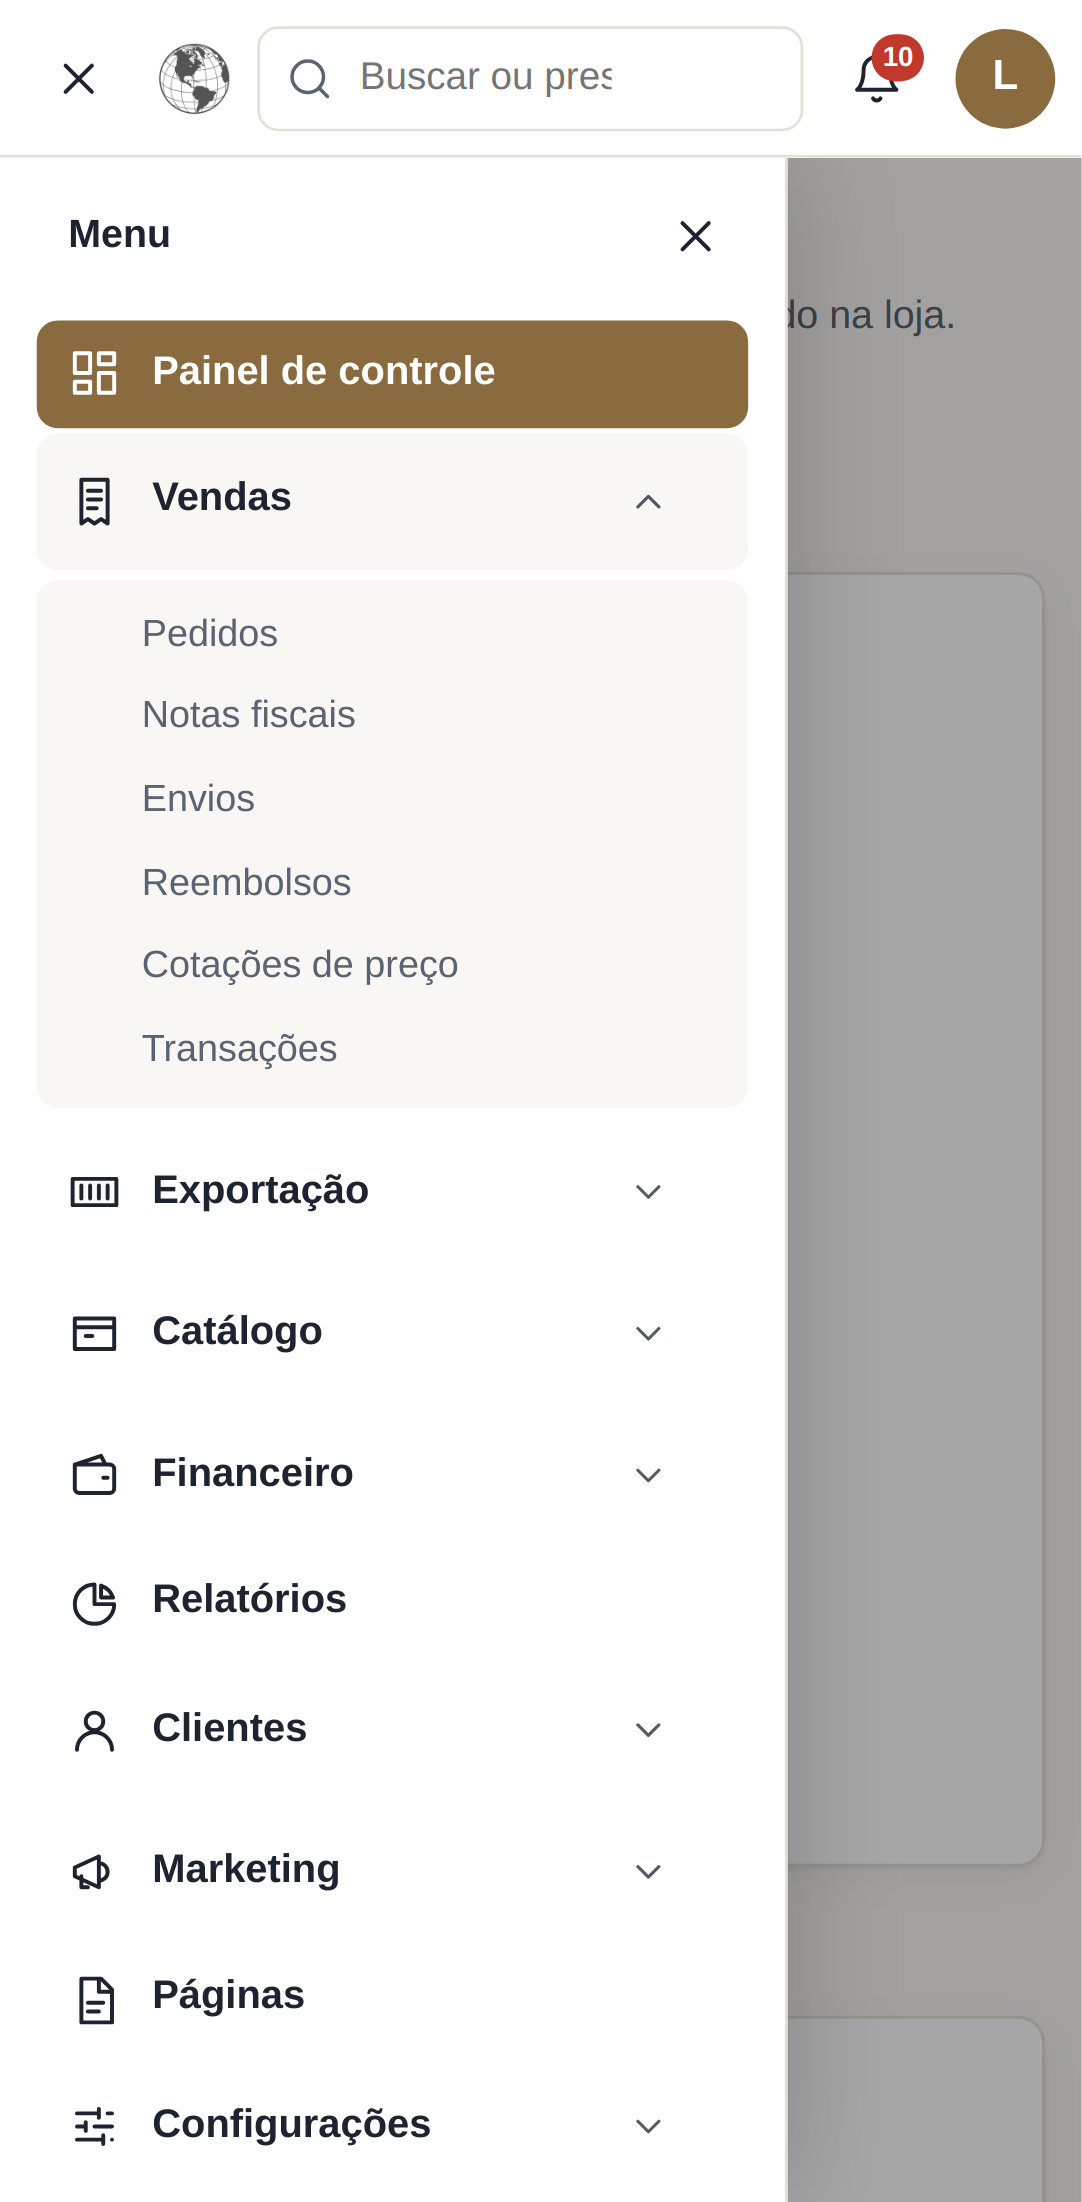 Buscar ou pres
10
L
Menu
do na loja.
Painel de controle
Vendas
Pedidos
Notas fiscais
Envios
Reembolsos
Cotações de preço
Transações
Exportação
Catálogo
Financeiro
Relatórios
Clientes
Marketing
Páginas
Configurações